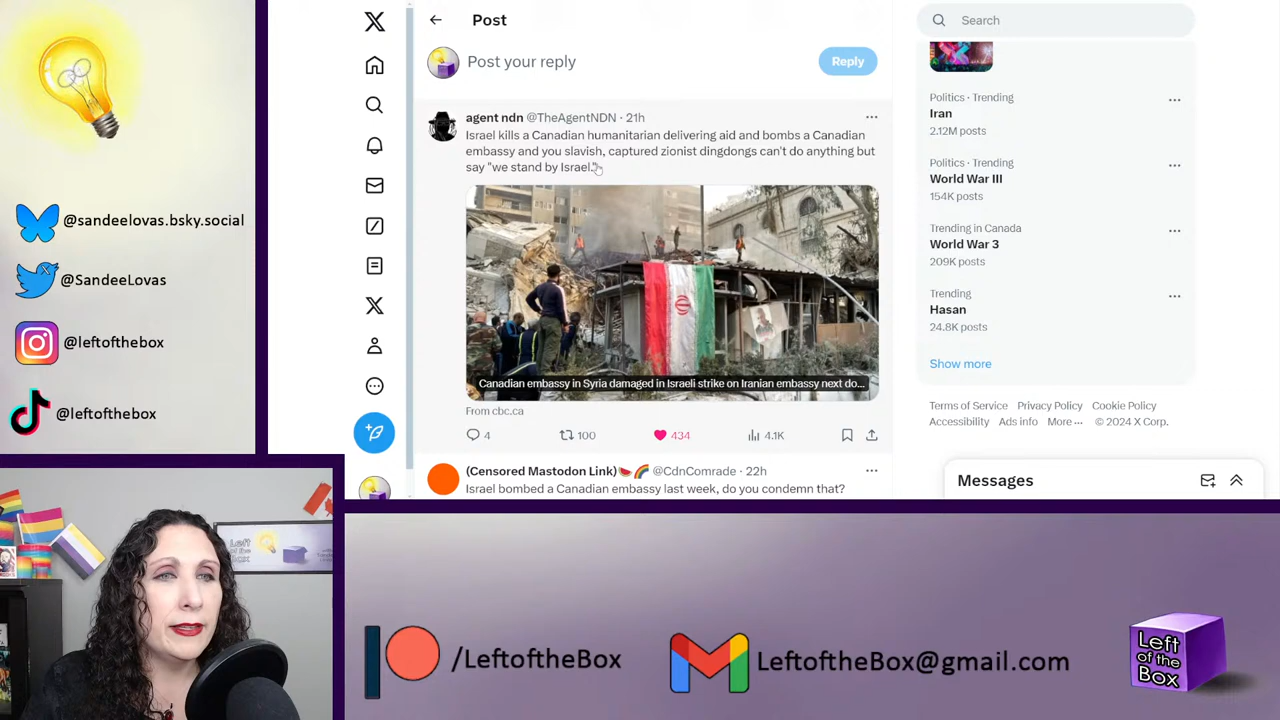 @sandeelovas.bsky.social
@SandeeLovas
@leftofthebox
@leftofthebox
Post
Search
Post your reply
Reply
agent ndn @TheAgentNDN · 21h
Israel kills a Canadian humanitarian delivering aid and bombs a Canadian
embassy and you slavish, captured zionist dingdongs can't do anything but
say "we stand by Israel."
Canadian embassy in Syria damaged in Israeli strike on Iranian embassy next do...
From cbc.ca
4
100
434
4.1K
(Censored Mastodon Link)🍉🌈 @CdnComrade · 22h
Israel bombed a Canadian embassy last week, do you condemn that?
Politics · Trending
Iran
2.12M posts
Politics · Trending
World War III
154K posts
Trending in Canada
World War 3
209K posts
Trending
Hasan
24.8K posts
Show more
Terms of Service Privacy Policy Cookie Policy
Accessibility Ads info More ··· © 2024 X Corp.
Messages
Left
of the
Box
/LeftoftheBox
LeftoftheBox@gmail.com
Left
of the
Box